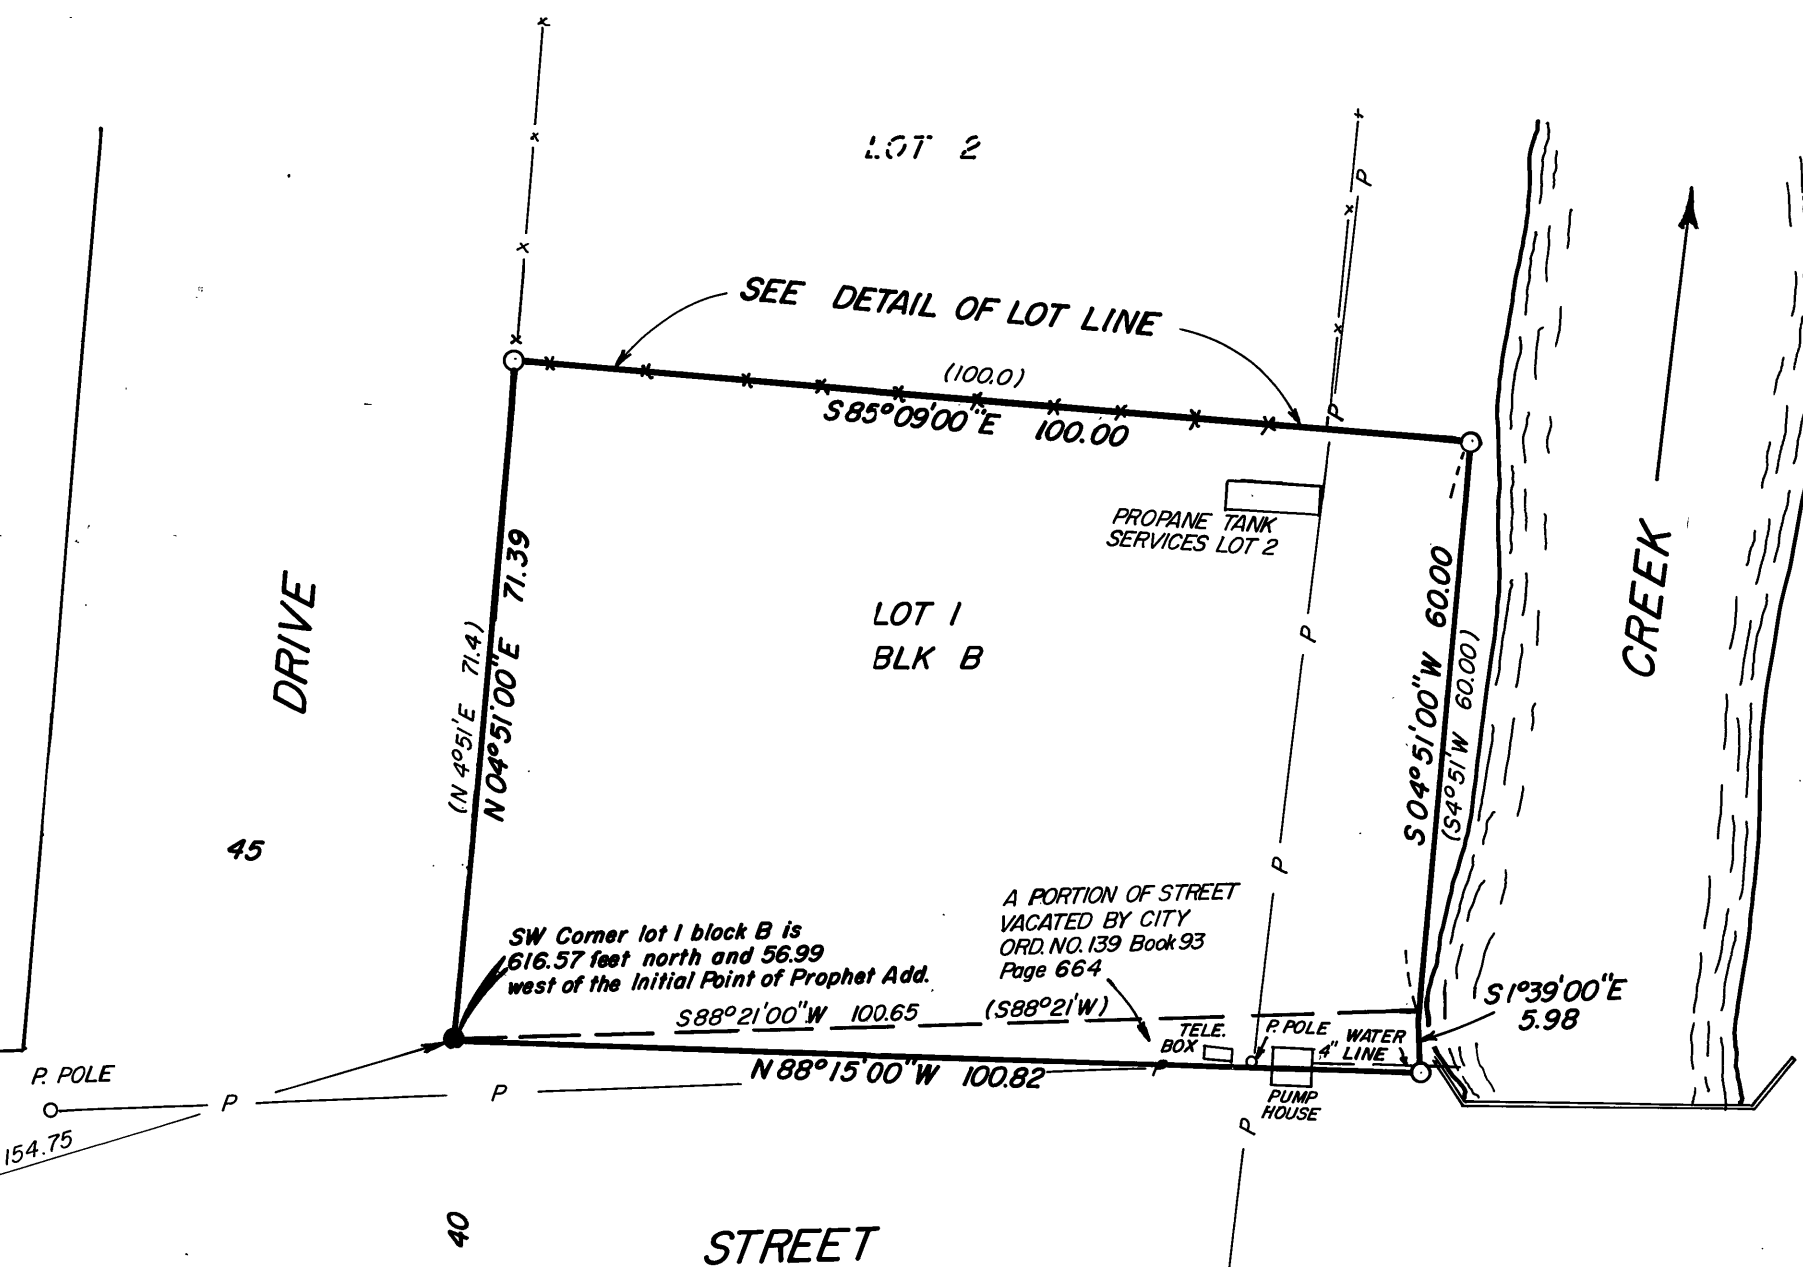 LOT 2
P
SEE DETAIL OF LOT LINE
(100.0)
S 85°09'00"E 100.00
P
PROPANE TANK
SERVICES LOT 2
N 04°51'00"E 71.39
(N 4°51'E 71.4)
LOT 1
BLK B
P
S 04°51'00"W 60.00
(S4°51'W 60.00)
CREEK
DRIVE
45
P
A PORTION OF STREET
VACATED BY CITY
ORD. NO. 139 Book 93
Page 664
SW Corner lot 1 block B is
616.57 feet north and 56.99
west of the Initial Point of Prophet Add.
S88°21'00"W 100.65
(S88°21'W)
S 1°39'00"E
5.98
TELE.
BOX
P. POLE
4" WATER
LINE
N 88°15'00"W 100.82
P
PUMP
HOUSE
P. POLE
P
P
P
154.75
40
STREET